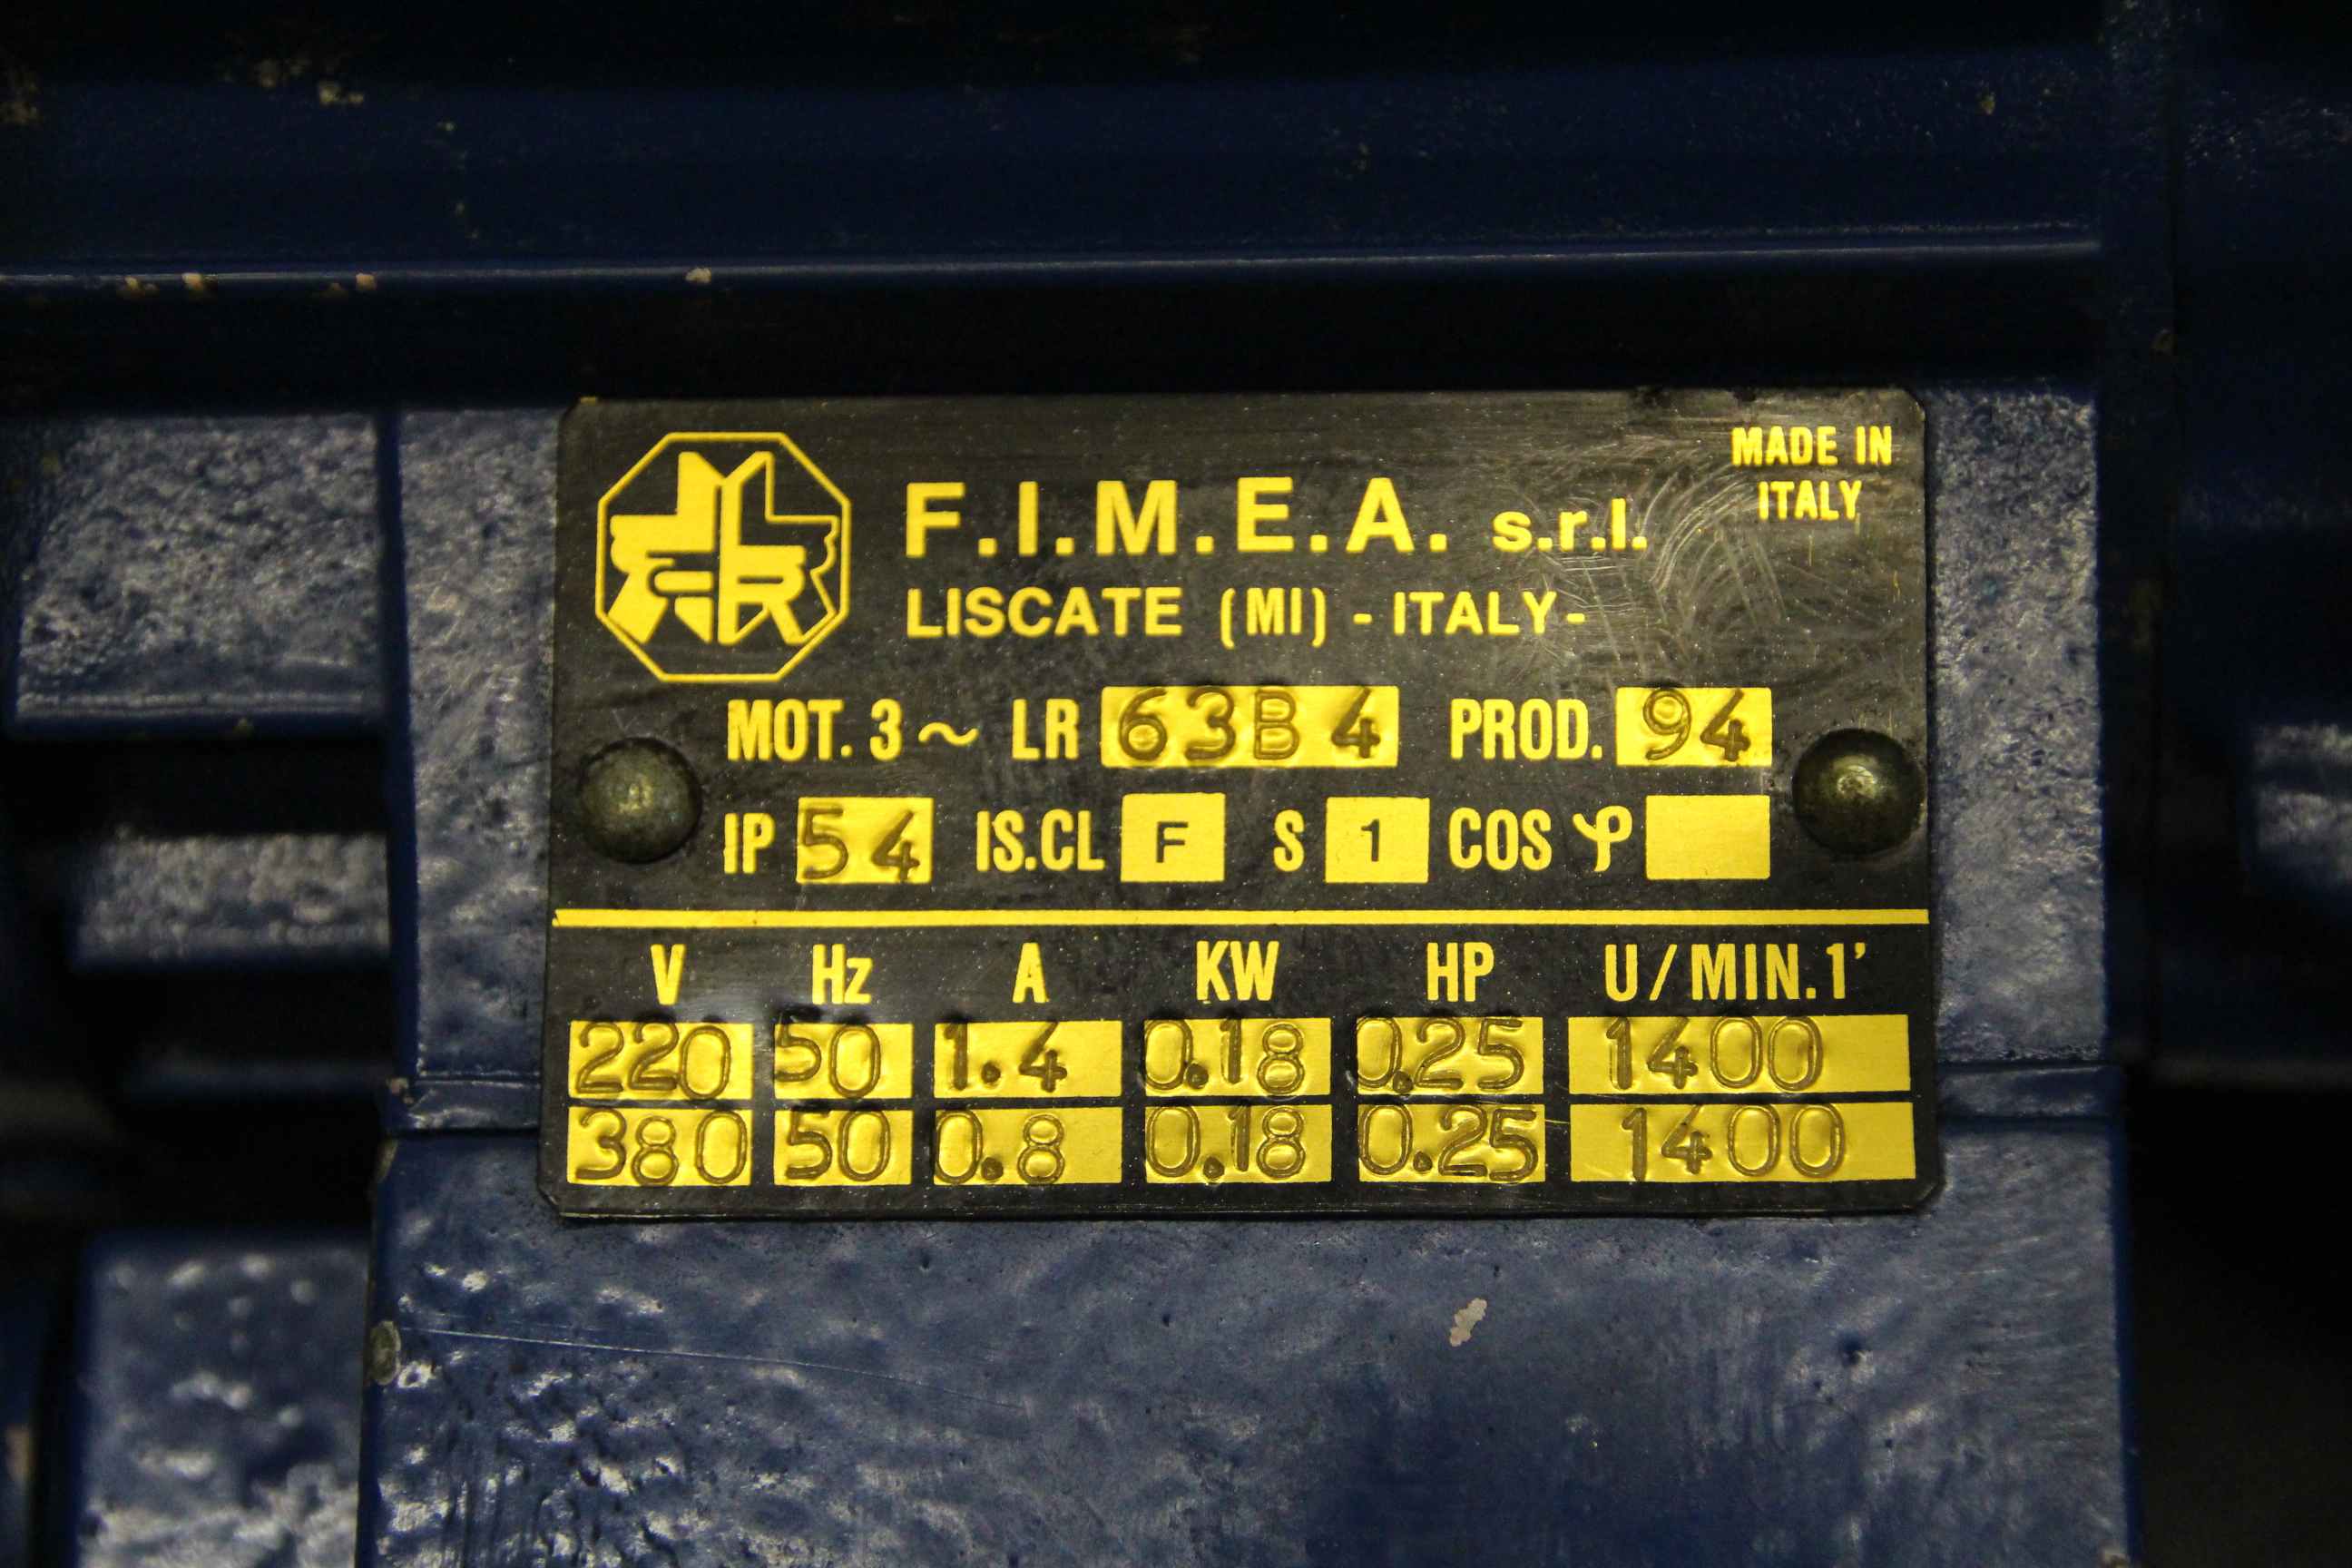 MADE IN
ITALY
F.I.M.E.A. s.r.l.
LISCATE (MI) - ITALY-
MOT. 3 ~ LR 63B4 PROD. 94
IP 54 IS.CL F S 1 COS φ
V Hz A KW HP U/MIN.1'
220 50 1.4 0.18 0.25 1400
380 50 0.8 0.18 0.25 1400